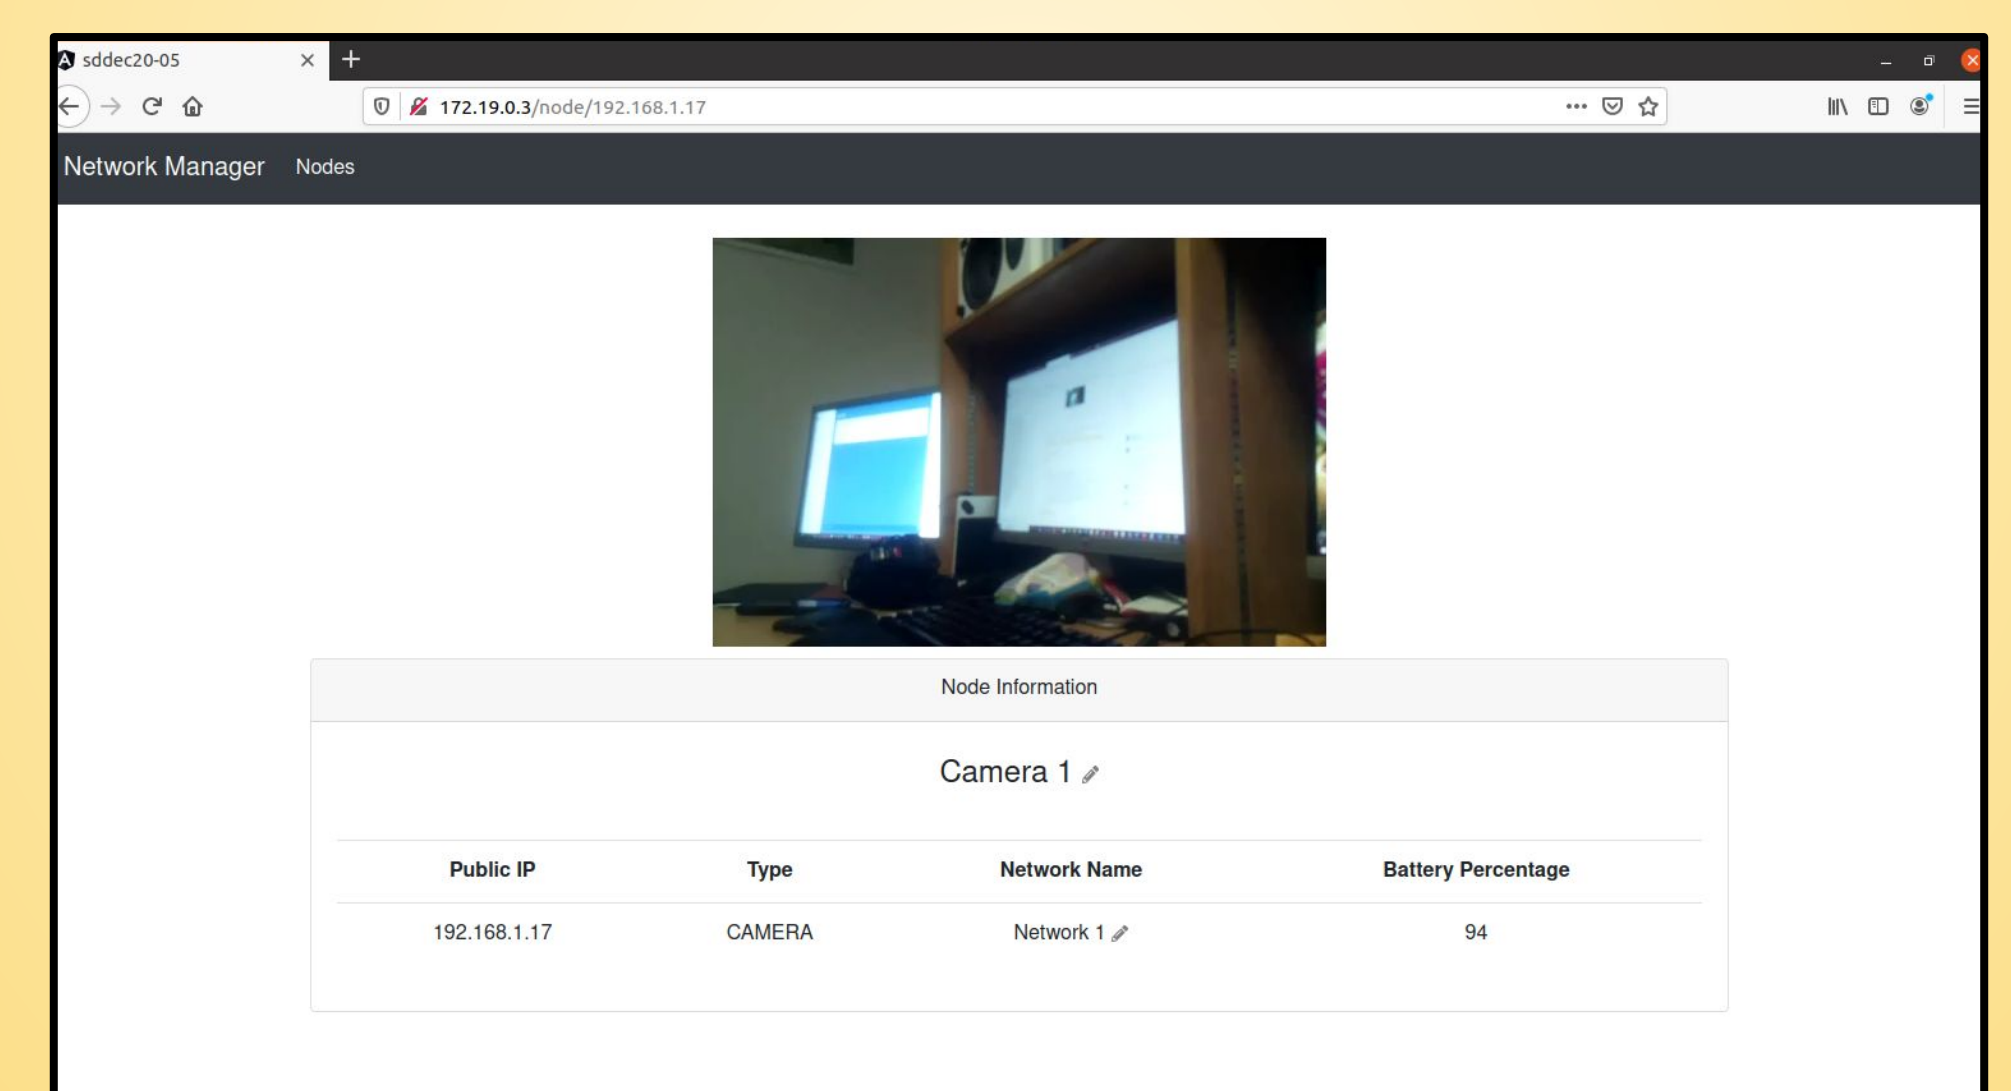 sddec20-05
172.19.0.3/node/192.168.1.17
Network Manager Nodes
Node Information
Camera 1
Public IP Type Network Name Battery Percentage
192.168.1.17 CAMERA Network 1 94